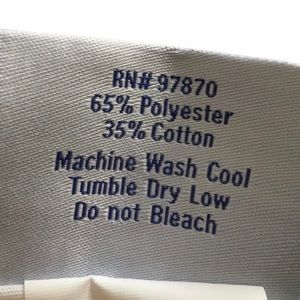 RN# 97870
65% Polyester
35% Cotton
Machine Wash Cool
Tumble Dry Low
Do not Bleach